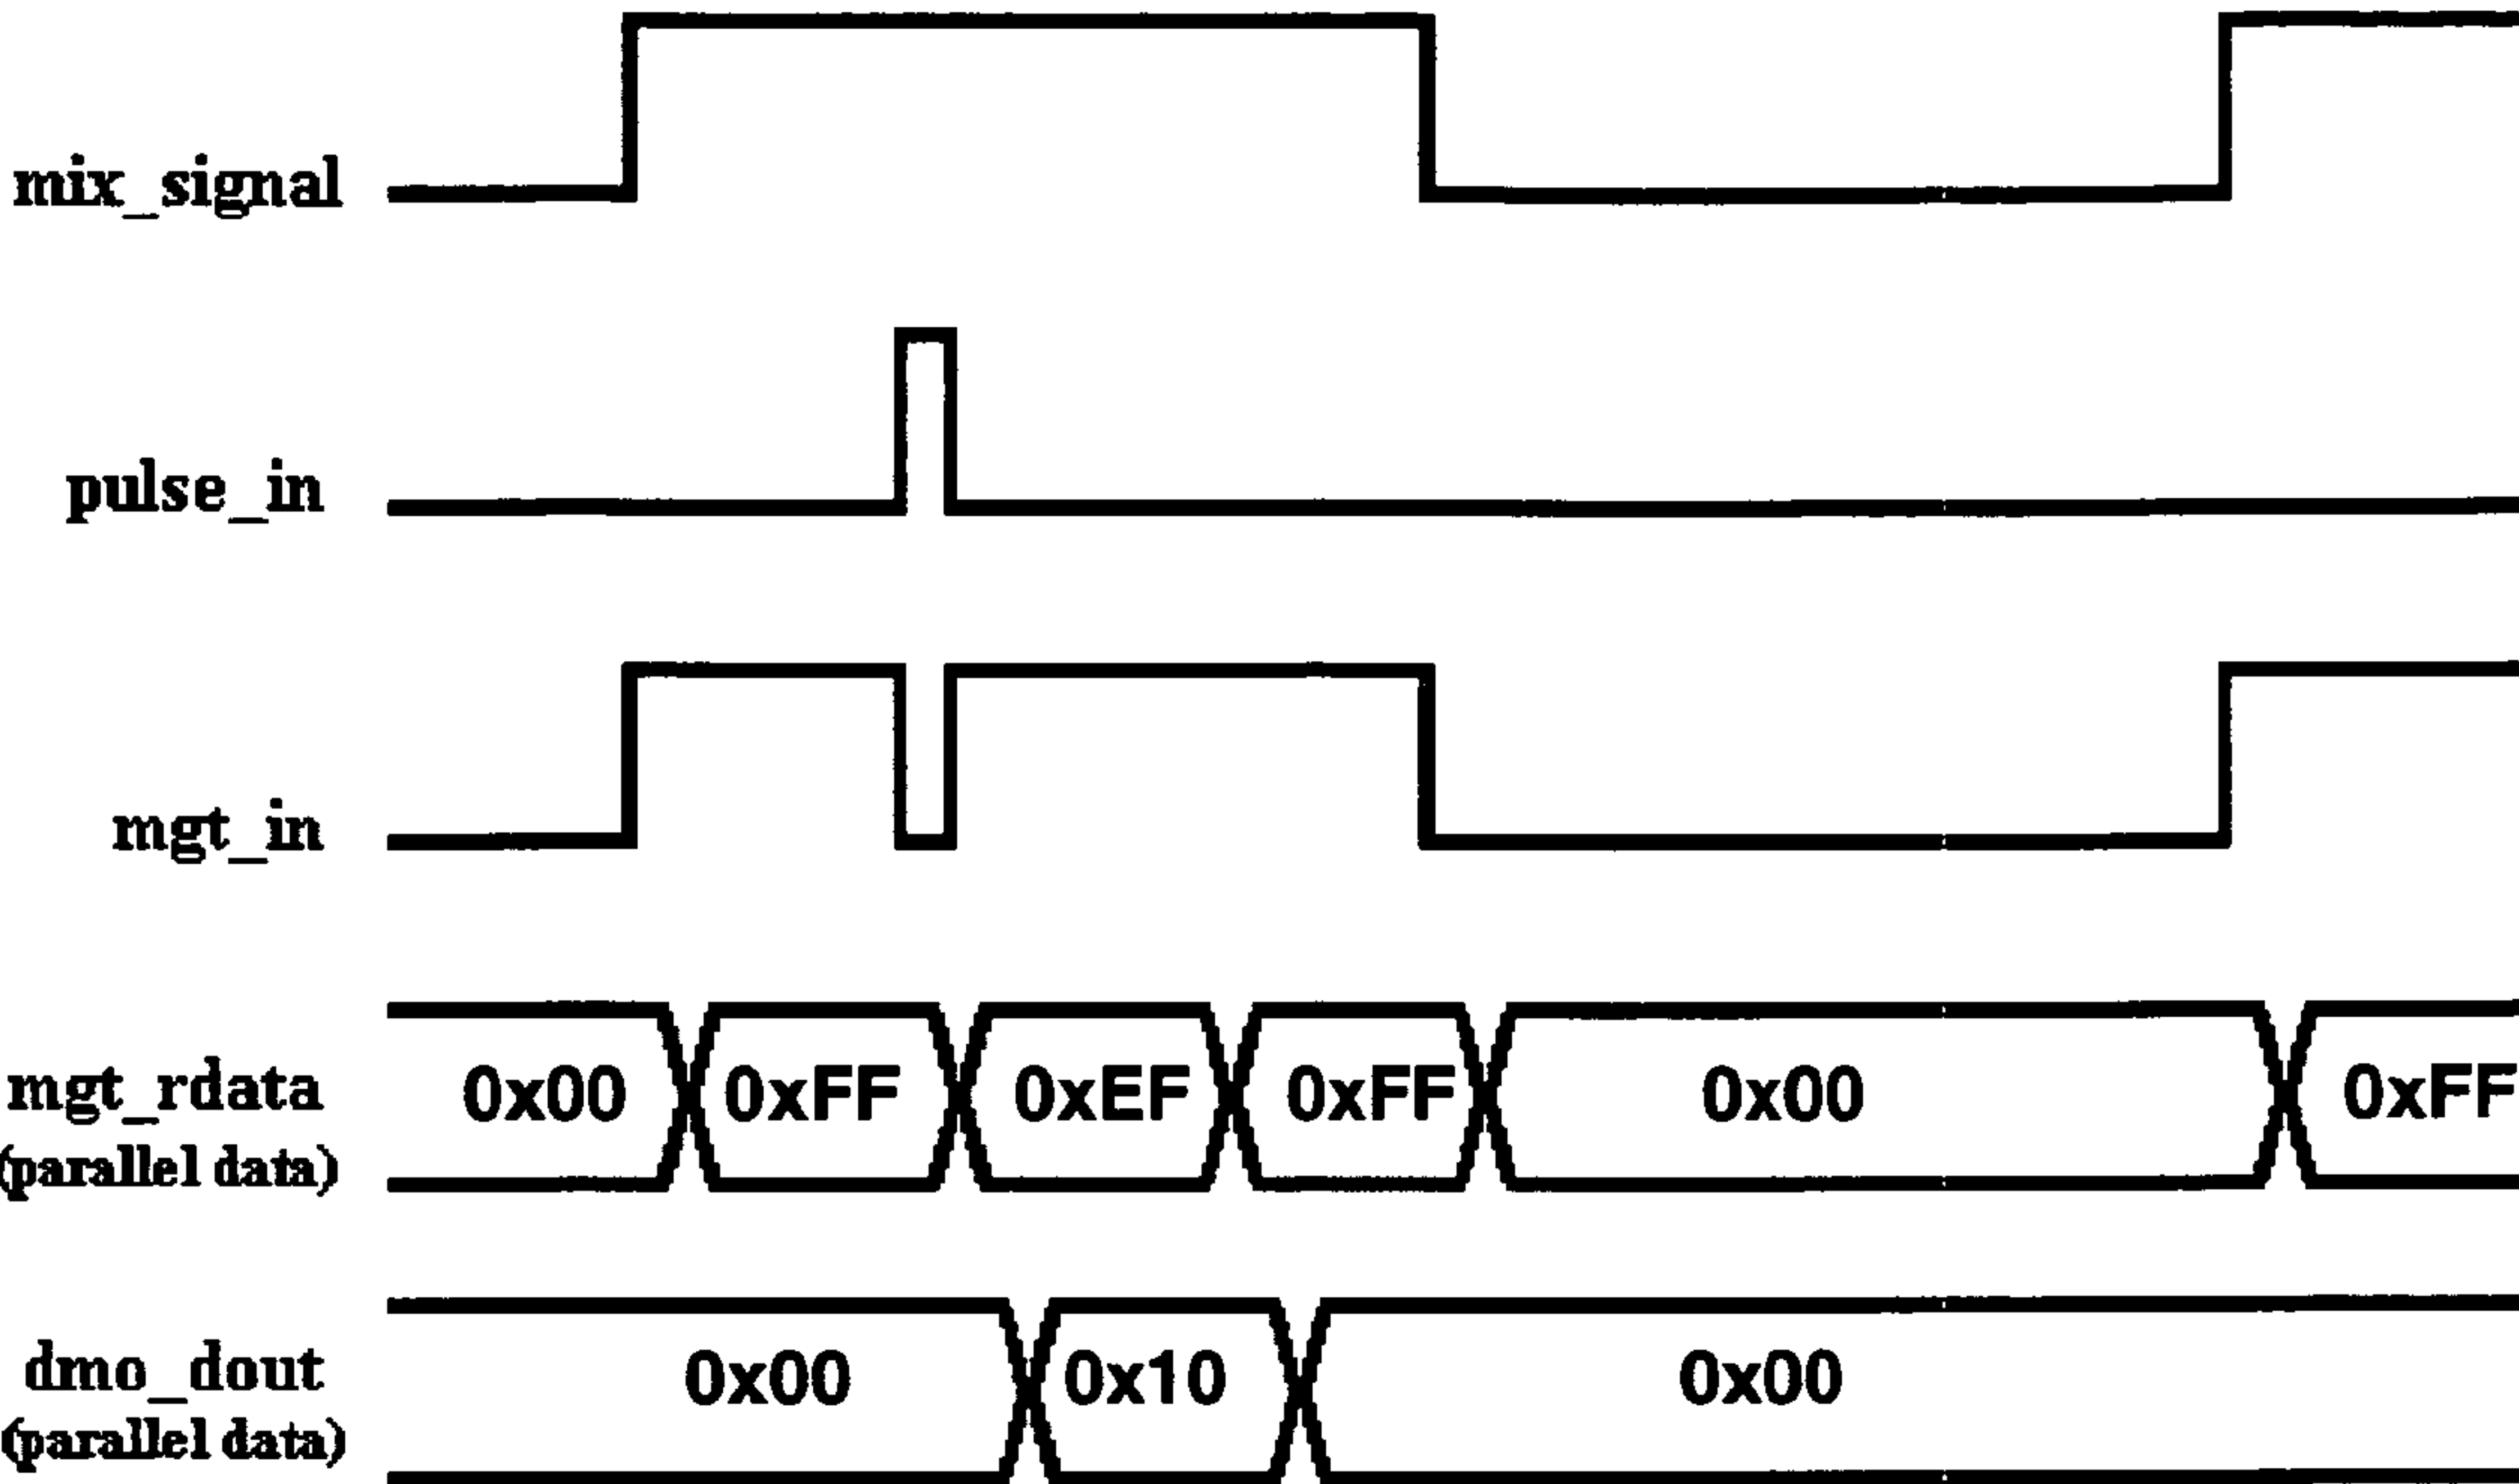 mix_signal
pulse_in
mgt_in
mgt_rdata
(parallel data)
0x00 0xFF 0xEF 0xFF 0x00 0xFF
dmo_dout
(parallel data)
0x00 0x10 0x00